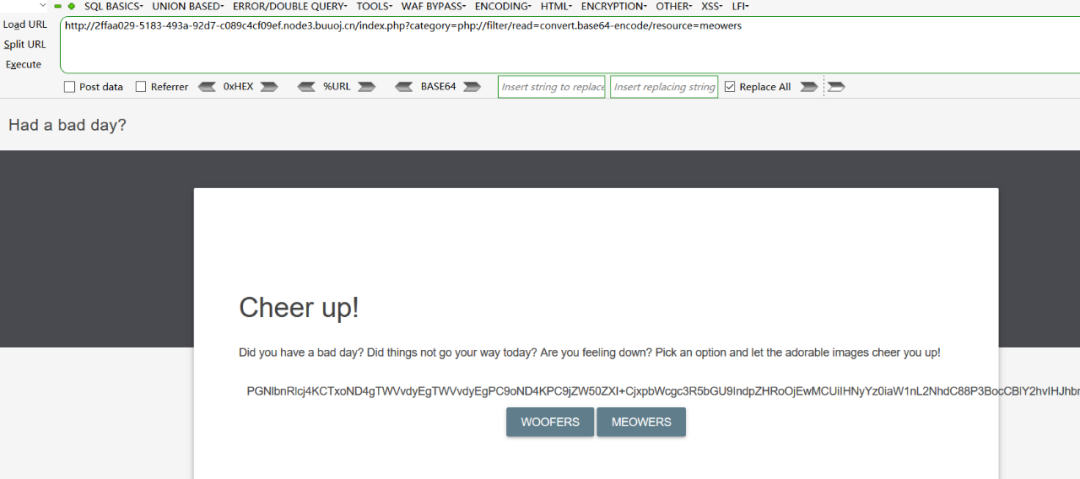 SQL BASICS- UNION BASED- ERROR/DOUBLE QUERY- TOOLS- WAF BYPASS- ENCODING- HTML- ENCRYPTION- OTHER- XSS- LFI-
Load URL
http://2ffaa029-5183-493a-92d7-c089c4cf09ef.node3.buuoj.cn/index.php?category=php://filter/read=convert.base64-encode/resource=meowers
Split URL
Execute
Post data Referrer 0xHEX %URL BASE64 Insert string to replace Insert replacing string Replace All
Had a bad day?
Cheer up!
Did you have a bad day? Did things not go your way today? Are you feeling down? Pick an option and let the adorable images cheer you up!
WOOFERS MEOWERS